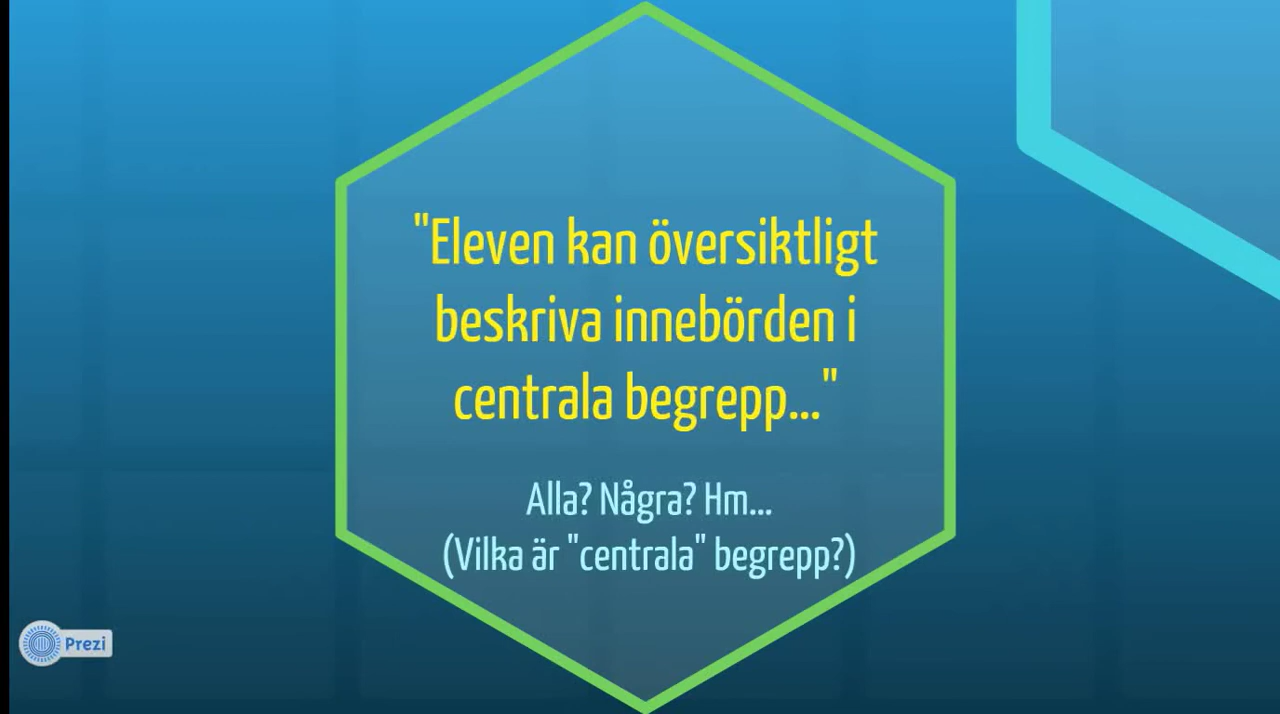 "Eleven kan översiktligt
beskriva innebörden i
centrala begrepp..."
Alla? Några? Hm...
(Vilka är "centrala" begrepp?)
Prezi